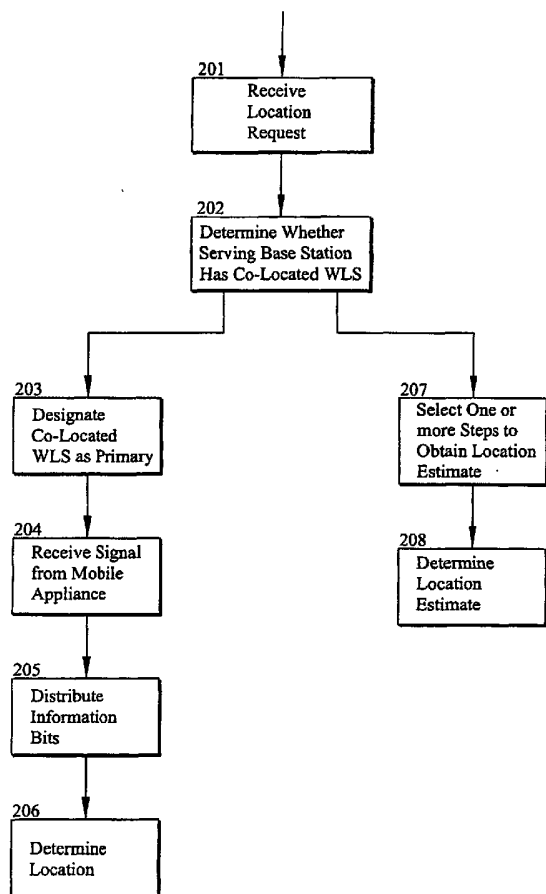 201
Receive
Location
Request
202
Determine Whether
Serving Base Station
Has Co-Located WLS
203
Designate
Co-Located
WLS as Primary
204
Receive Signal
from Mobile
Appliance
205
Distribute
Information
Bits
206
Determine
Location
207
Select One or
more Steps to
Obtain Location
Estimate
208
Determine
Location
Estimate